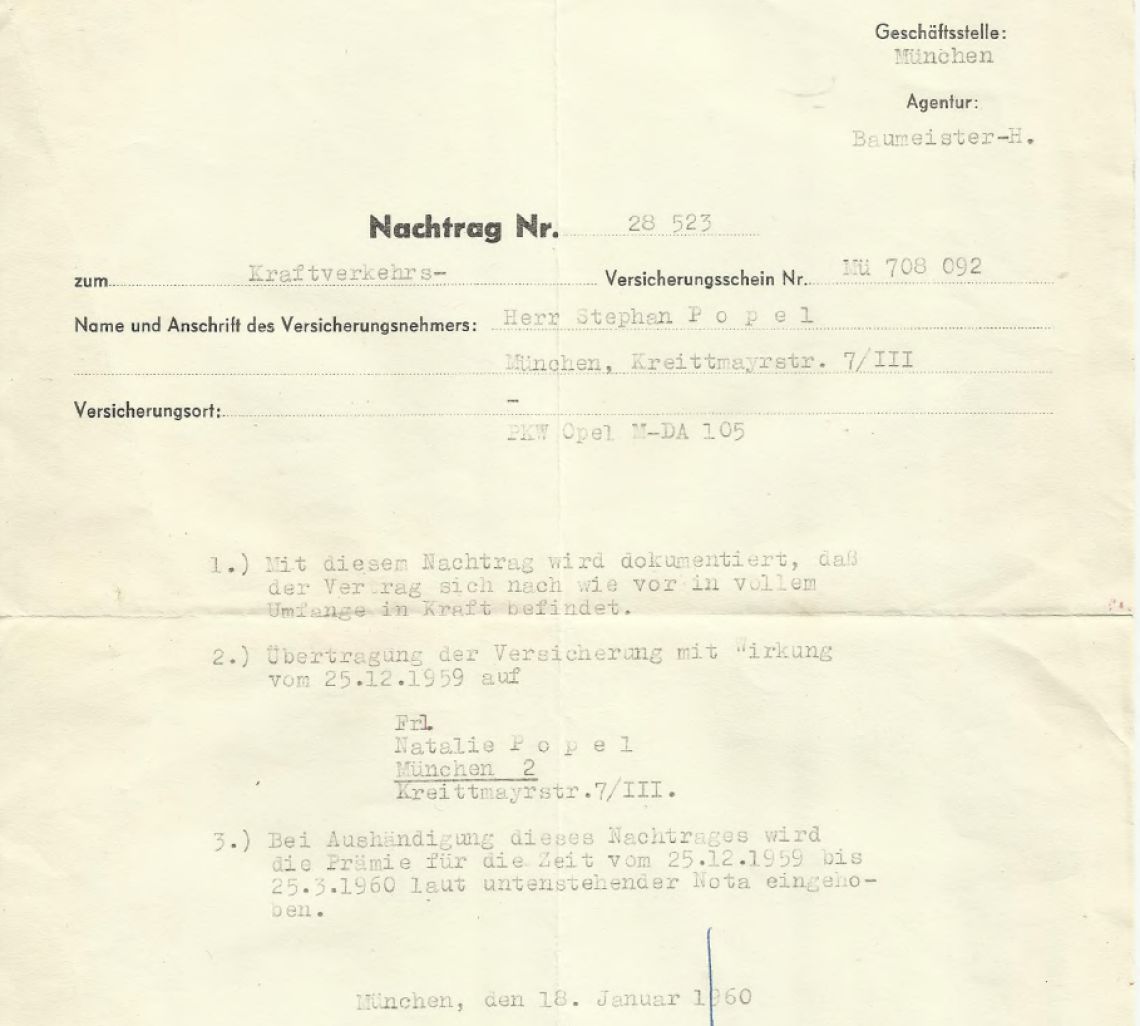 Geschäftsstelle:
München
Agentur:
Baumeister-H.
Nachtrag Nr. 28 523
zum Kraftverkehrs- Versicherungsschein Nr. Mü 708 092
Name und Anschrift des Versicherungsnehmers: Herr Stephan P o p e l
München, Kreittmayrstr. 7/III
Versicherungsort: -
PKW Opel M-DA 105
1.) Mit diesem Nachtrag wird dokumentiert, daß
der Vertrag sich nach wie vor in vollem
Umfange in Kraft befindet.
2.) Übertragung der Versicherung mit Wirkung
vom 25.12.1959 auf
Frl.
Natalie P o p e l
München 2
Kreittmayrstr.7/III.
3.) Bei Aushändigung dieses Nachtrages wird
die Prämie für die Zeit vom 25.12.1959 bis
25.3.1960 laut untenstehender Nota eingeho-
ben.
München, den 18. Januar 1960